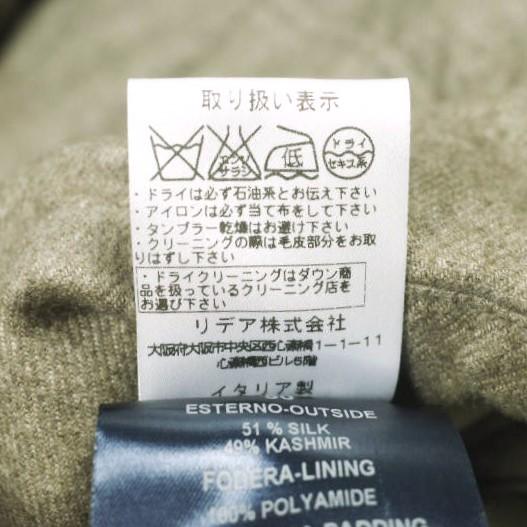 取り扱い表示
エンソ
サラシ
低
ドライ
セキユ系
・ドライは必ず石油系とお伝え下さい
・アイロンは必ず当て布をして下さい
・タンブラー乾燥はお避け下さい
・クリーニングの際は毛皮部分をお取
りはずし下さい
・ドライクリーニングはダウン商
品を扱っているクリーニング店を
お選び下さい
リデア株式会社
大阪府大阪市中央区西心斎橋1-1-11
心斎橋西ビル5階
イタリア製
ESTERNO-OUTSIDE
51 % SILK
49% KASHMIR
FODERA-LINING
100% POLYAMIDE
PADDING